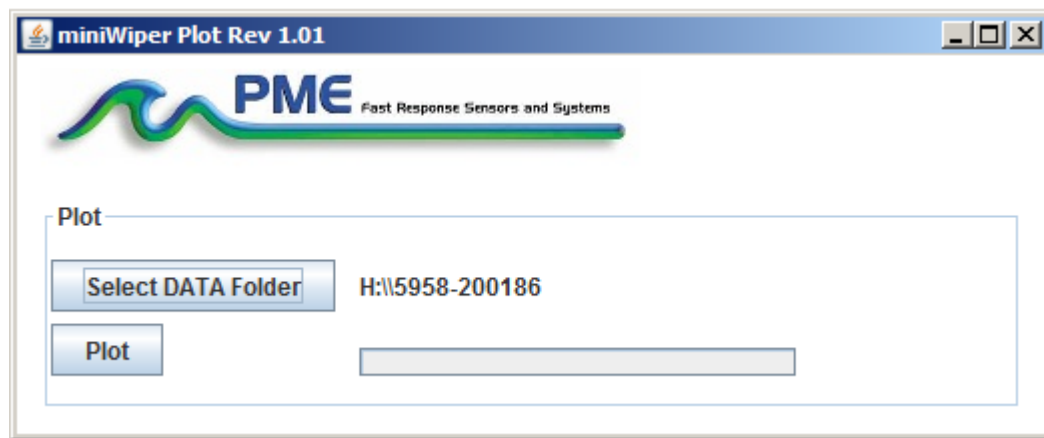 miniWiper Plot Rev 1.01
PME Fast Response Sensors and Systems
Plot
Select DATA Folder H:\\5958-200186
Plot